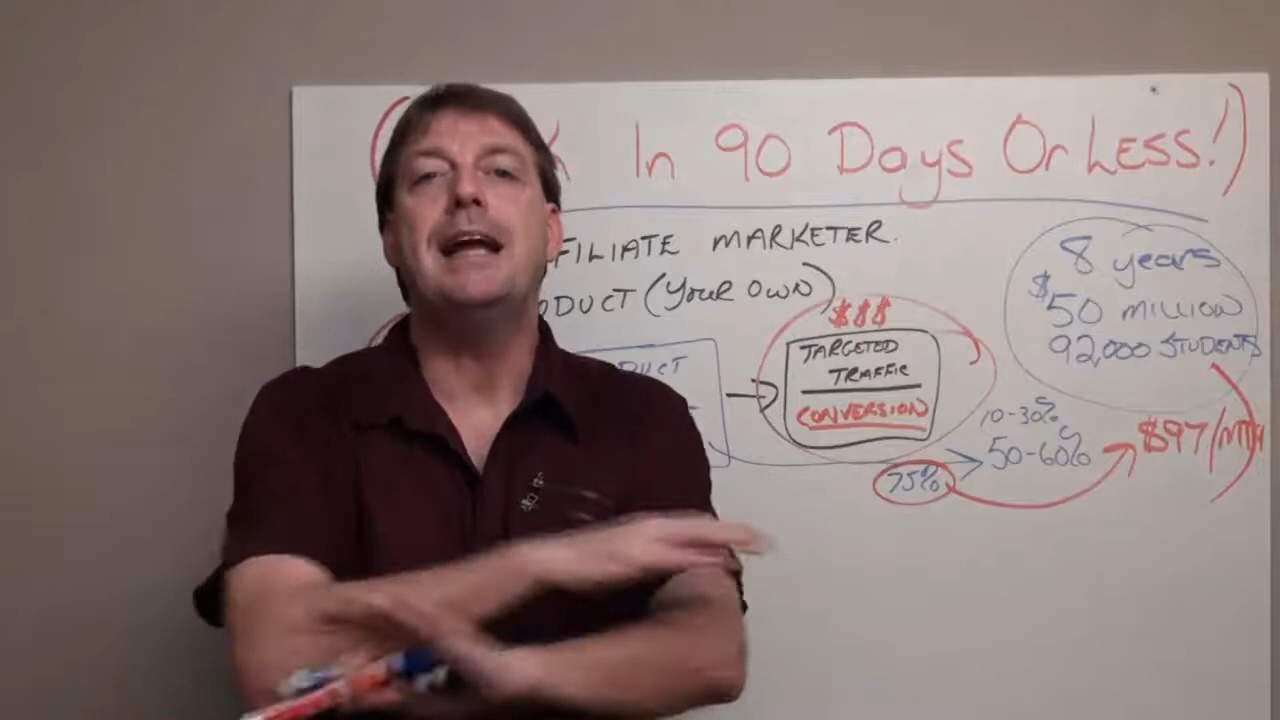 ( K In 90 Days Or Less!)
FILIATE MARKETER.
ODUCT (Your OWN)
8 years
$50 MILLION
92,000 STUDENTS
$$$
DUCT
TARGETED
TRAFFIC
CONVERSION
10-30%
50-60%
75%
$97/MTH